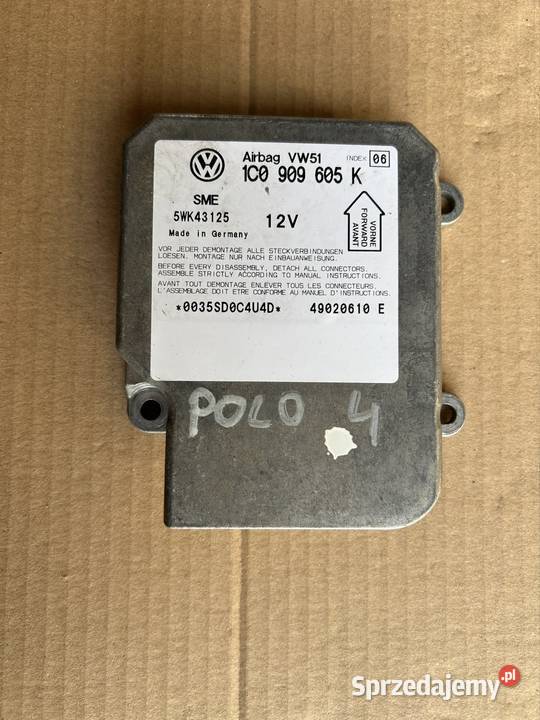 Airbag VW51 INDEX 06
1C0 909 605 K
SME
5WK43125 12V
Made in Germany
VORNE
FORWARD
AVANT
VOR JEDER DEMONTAGE ALLE STECKVERBINDUNGEN
LOESEN. MONTAGE NUR NACH EINBAUANWEISUNG.
BEFORE EVERY DISASSEMBLY, DETACH ALL CONNECTORS.
ASSEMBLE STRICTLY ACCORDING TO MANUAL INSTRUCTIONS.
AVANT TOUT DEMONTAGE ENLEVER TOUS LES CONNECTEURS.
L'ASSEMBLAGE DOIT ETRE CONFORME AU MANUEL D'INSTRUCTIONS.
*0035SD0C4U4D* 49020610 E
POLO 4
Sprzedajemy.pl